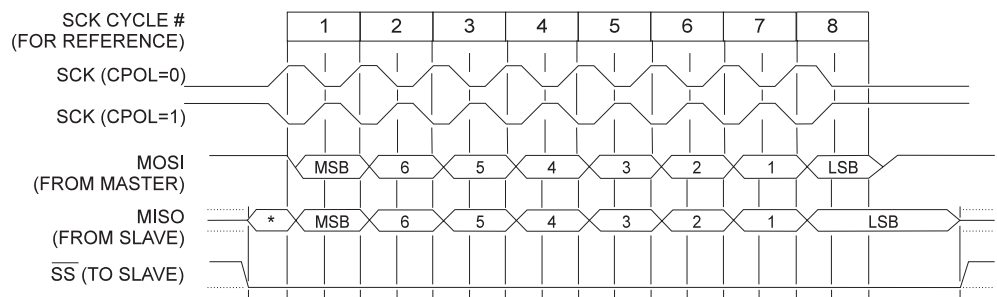 SCK CYCLE #
(FOR REFERENCE)
1 2 3 4 5 6 7 8
SCK (CPOL=0)
SCK (CPOL=1)
MOSI
(FROM MASTER)
MSB 6 5 4 3 2 1 LSB
MISO
(FROM SLAVE)
* MSB 6 5 4 3 2 1 LSB
SS (TO SLAVE)